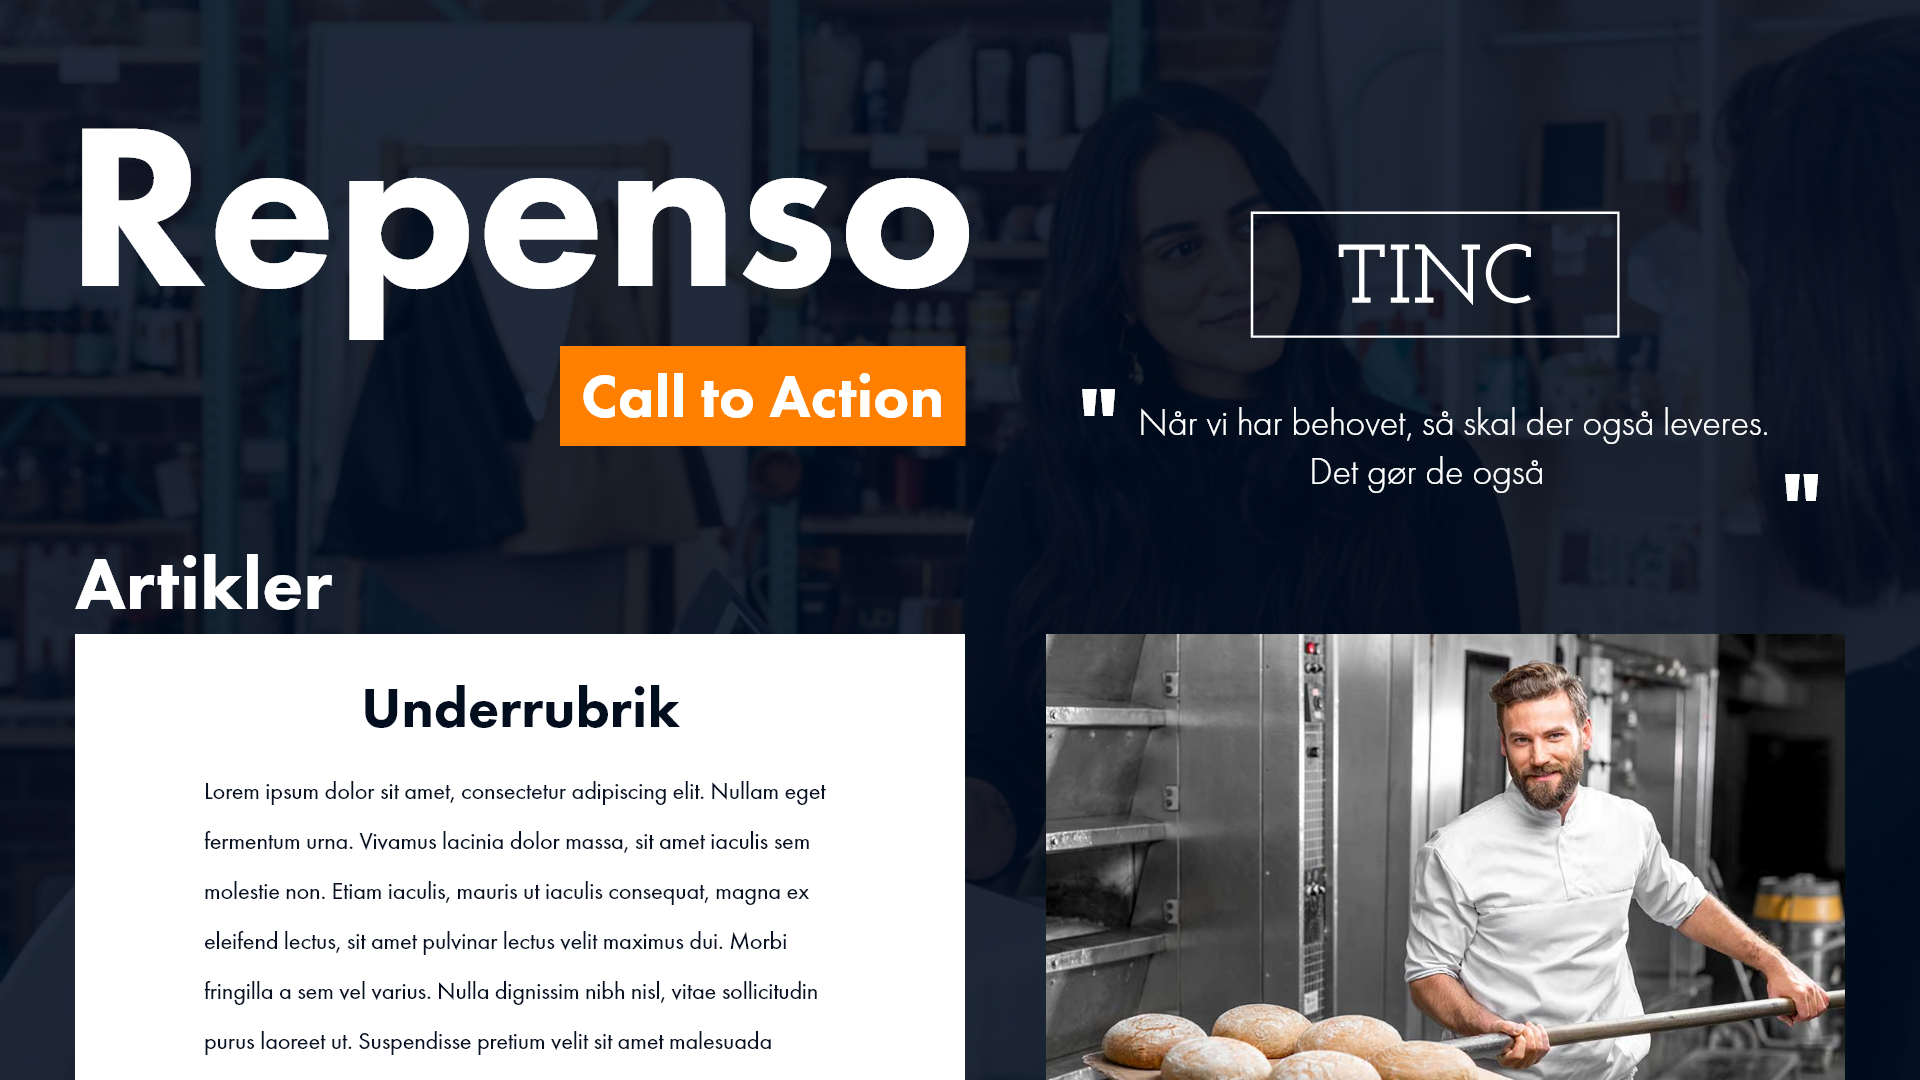 Repenso
Call to Action
TINC
" Når vi har behovet, så skal der også leveres.
Det gør de også "
Artikler
Underrubrik
Lorem ipsum dolor sit amet, consectetur adipiscing elit. Nullam eget
fermentum urna. Vivamus lacinia dolor massa, sit amet iaculis sem
molestie non. Etiam iaculis, mauris ut iaculis consequat, magna ex
eleifend lectus, sit amet pulvinar lectus velit maximus dui. Morbi
fringilla a sem vel varius. Nulla dignissim nibh nisl, vitae sollicitudin
purus laoreet ut. Suspendisse pretium velit sit amet malesuada